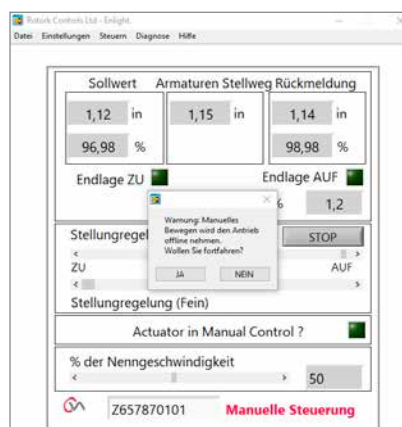 Rotork Controls Ltd - Enlight.
Datei Einstellungen Steuern Diagnose Hilfe
Sollwert Armaturen Stellweg Rückmeldung
1,12 in 1,15 in 1,14 in
96,98 % 98,98 %
Endlage ZU Endlage AUF
% 1,2
Warnung: Manuelles
Bewegen wird den Antrieb
offline nehmen.
Wollen Sie fortfahren?
JA NEIN
STOP
ZU AUF
Stellungregelung (Fein)
Actuator in Manual Control ?
% der Nenngeschwindigkeit
50
Z657870101 Manuelle Steuerung